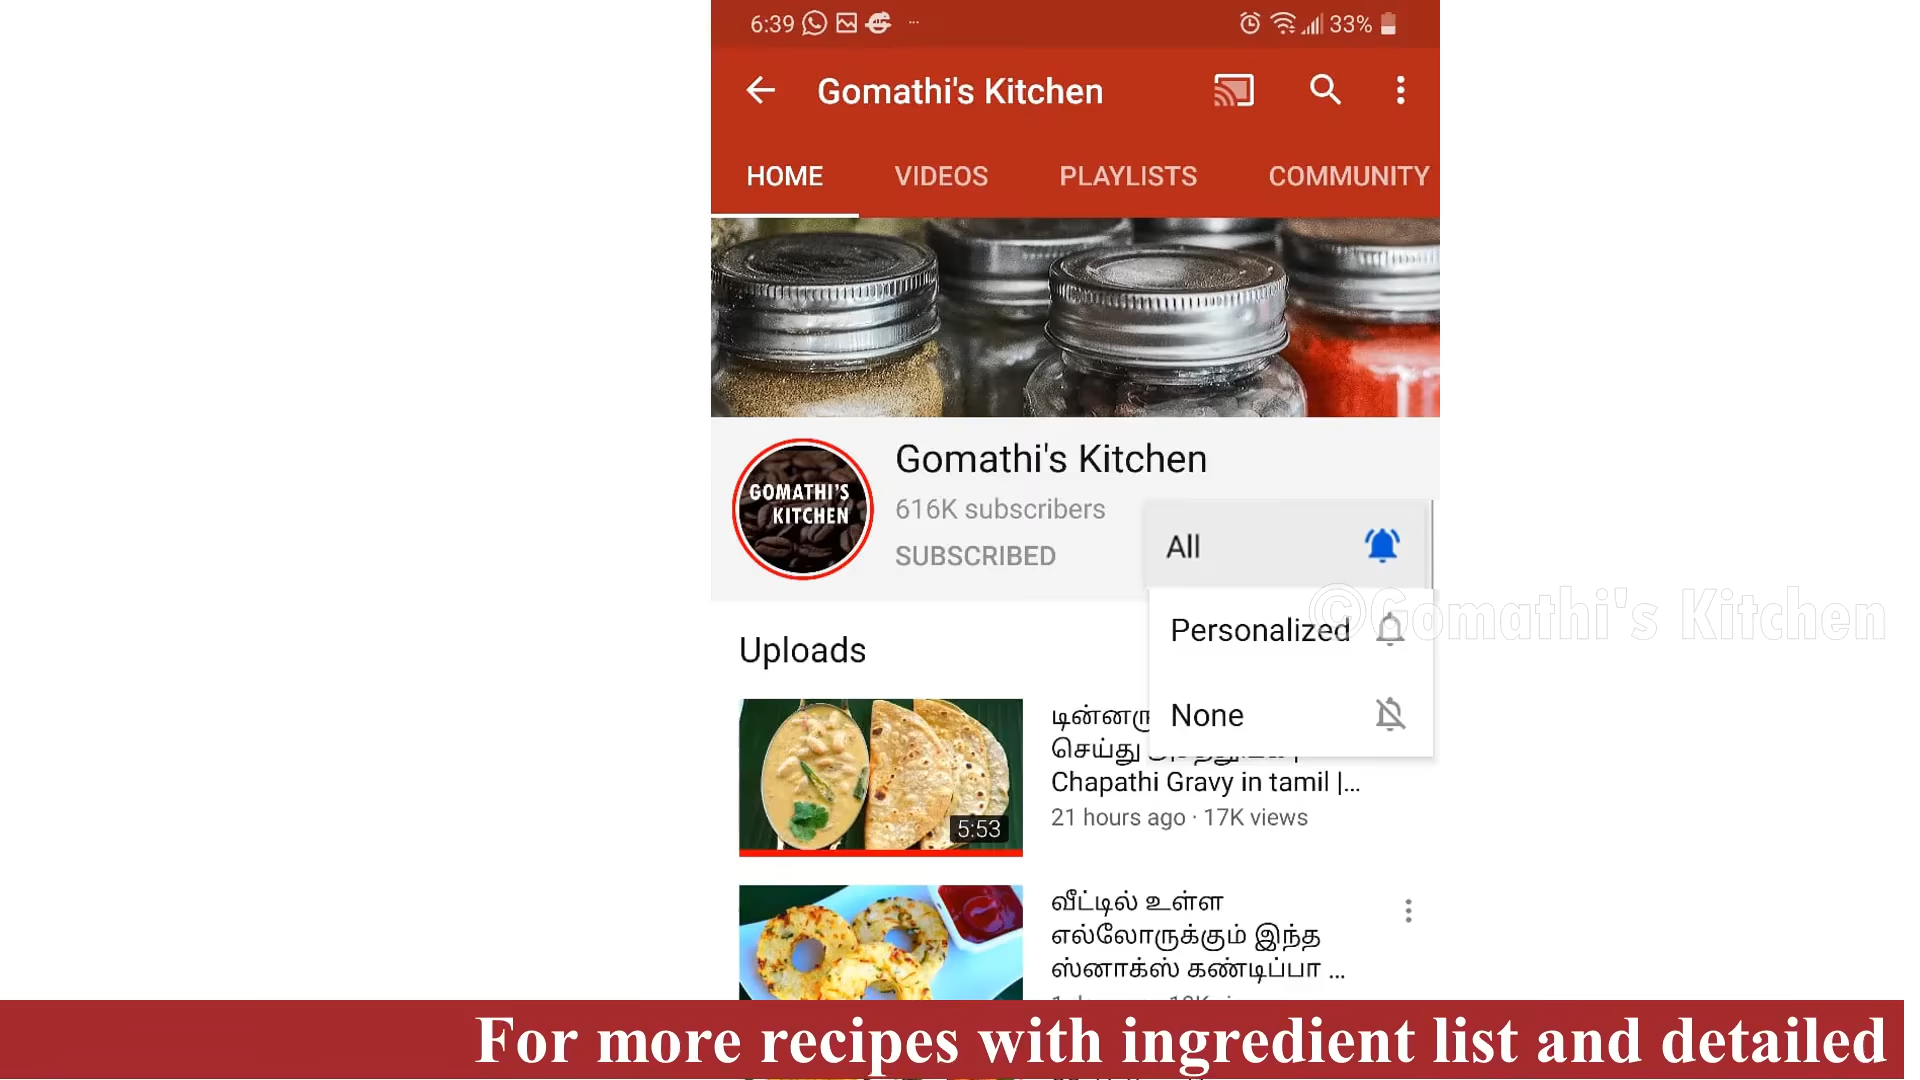 6:39
33%
Gomathi's Kitchen
HOME VIDEOS PLAYLISTS COMMUNITY
GOMATHI'S
KITCHEN
Gomathi's Kitchen
616K subscribers
SUBSCRIBED
All
Personalized
None
©Gomathi's Kitchen
Uploads
5:53
செய்து
Chapathi Gravy in tamil |...
21 hours ago · 17K views
வீட்டில் உள்ள
எல்லோருக்கும் இந்த
ஸ்னாக்ஸ் கண்டிப்பா ...
For more recipes with ingredient list and detailed